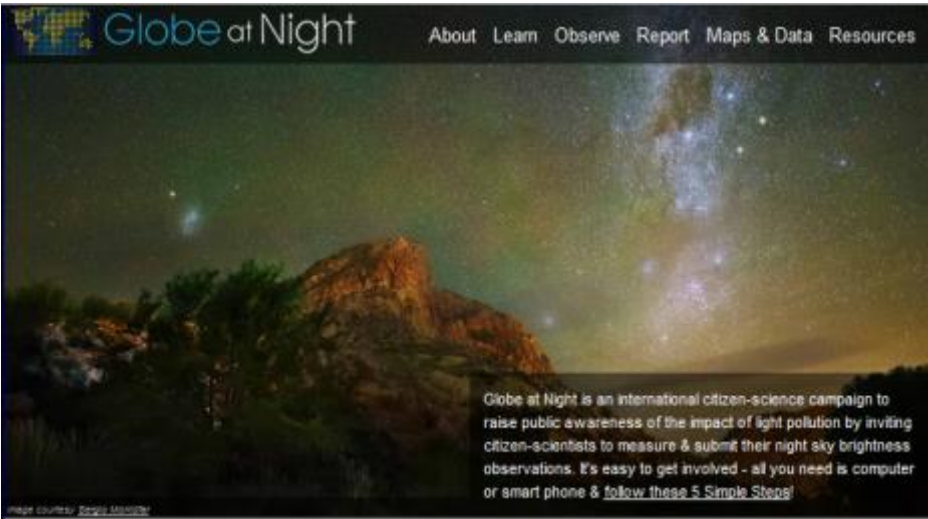 Globe at Night
About Learn Observe Report Maps & Data Resources
Globe at Night is an international citizen-science campaign to
raise public awareness of the impact of light pollution by inviting
citizen-scientists to measure & submit their night sky brightness
observations. It's easy to get involved - all you need is computer
or smart phone & follow these 5 Simple Steps!
Image courtesy Sergio